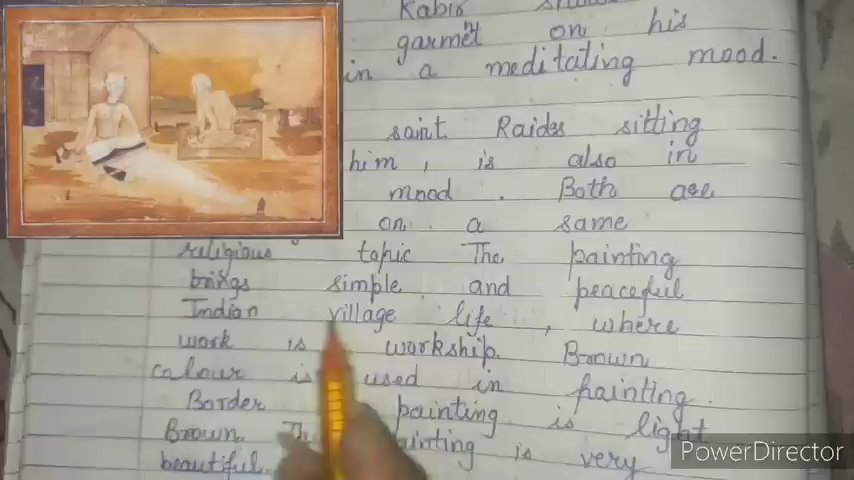 Kabir
garment on his
in a meditating mood.
saint Raidas sitting
him, is also in
mood. Both are
on a same
religious topic The painting
brings simple and peaceful
Indian village life, where
work is workship. Brown
colour is used in painting.
Border painting is light
Brown painting is very
beautiful.
PowerDirector